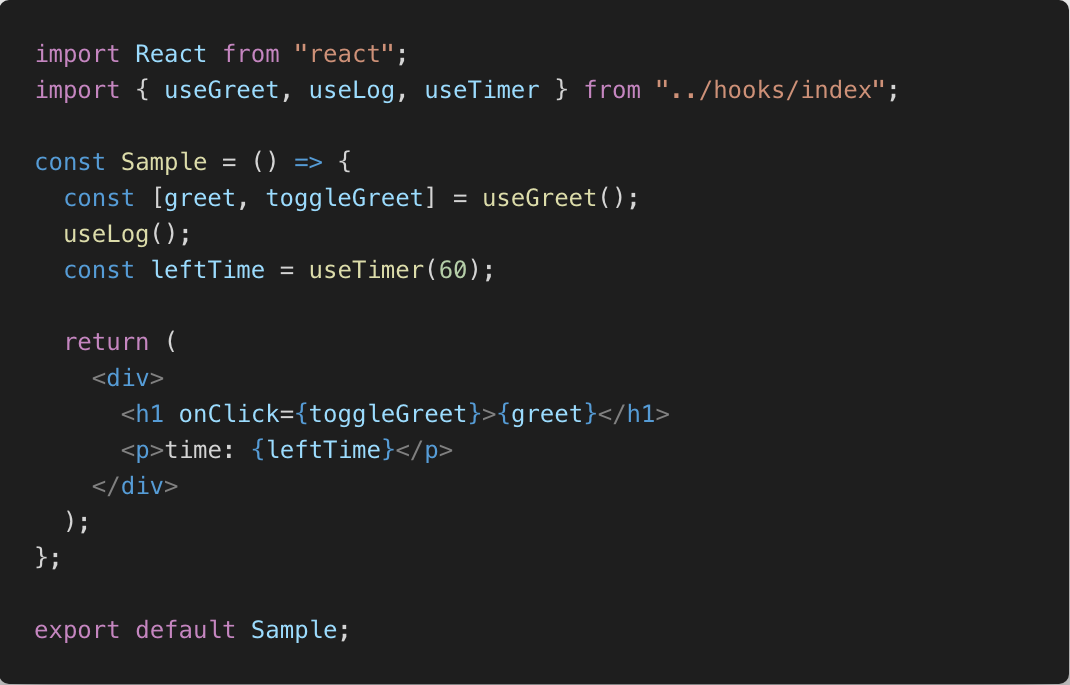 import React from "react";
import { useGreet, useLog, useTimer } from "../hooks/index";

const Sample = () => {
  const [greet, toggleGreet] = useGreet();
  useLog();
  const leftTime = useTimer(60);

  return (
    <div>
      <h1 onClick={toggleGreet}>{greet}</h1>
      <p>time: {leftTime}</p>
    </div>
  );
};

export default Sample;